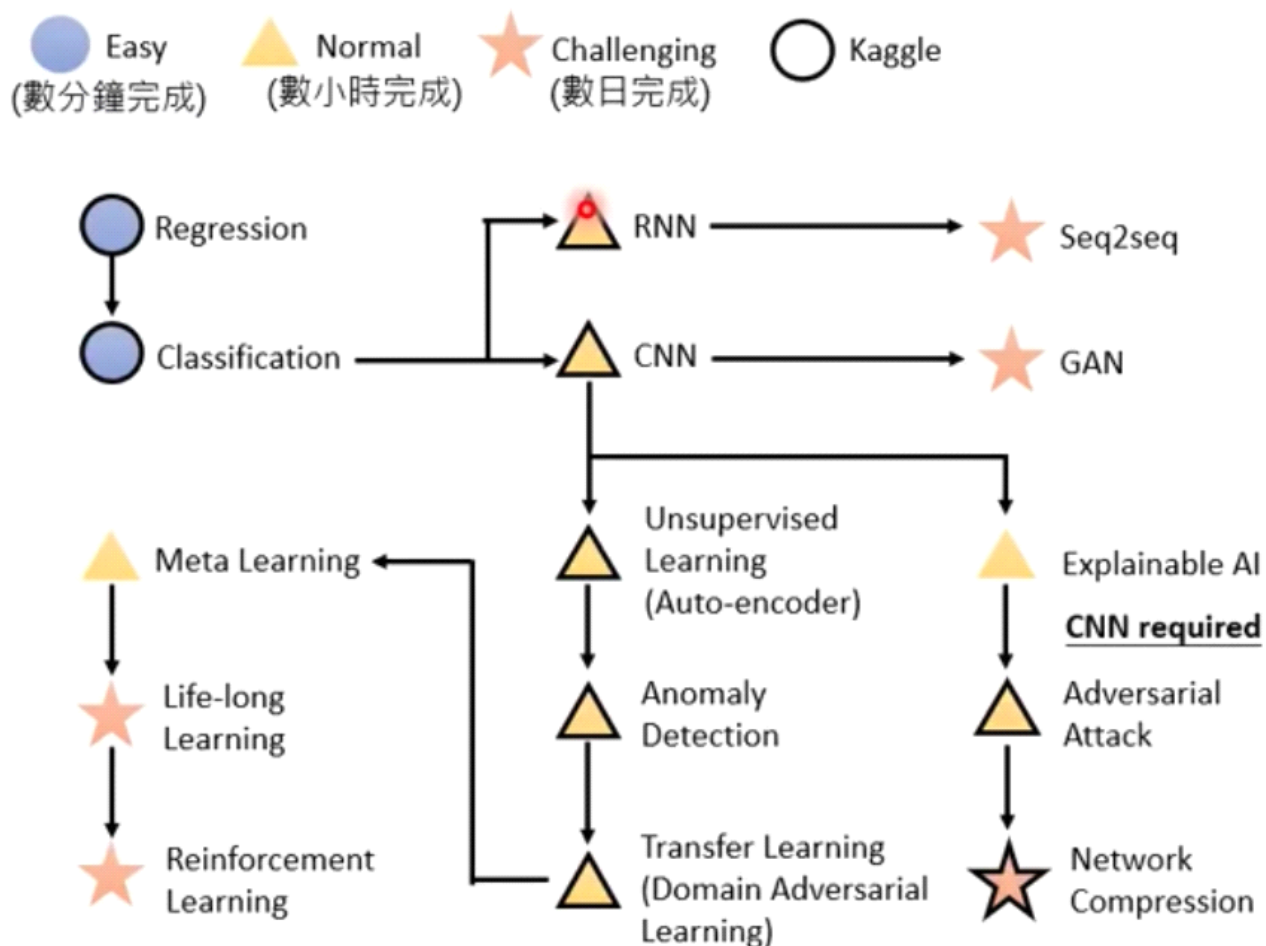 Easy
(數分鐘完成)
Normal
(數小時完成)
Challenging
(數日完成)
Kaggle
Regression
RNN
Seq2seq
Classification
CNN
GAN
Meta Learning
Unsupervised
Learning
(Auto-encoder)
Explainable AI
CNN required
Life-long
Learning
Anomaly
Detection
Adversarial
Attack
Reinforcement
Learning
Transfer Learning
(Domain Adversarial
Learning)
Network
Compression